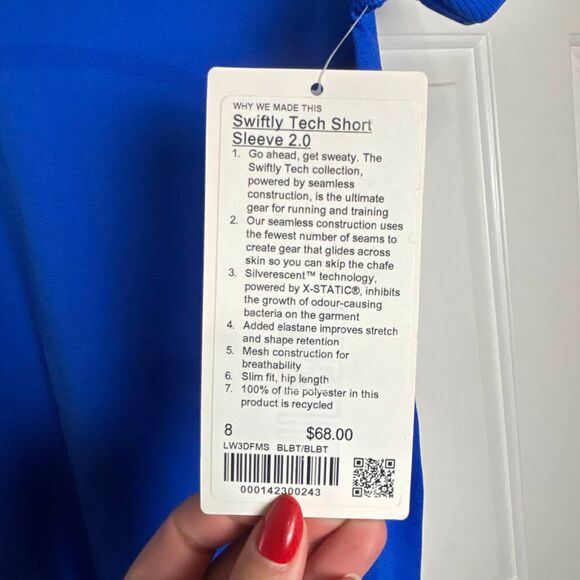 WHY WE MADE THIS
Swiftly Tech Short
Sleeve 2.0
1. Go ahead, get sweaty. The
Swiftly Tech collection,
powered by seamless
construction, is the ultimate
gear for running and training
2. Our seamless construction uses
the fewest number of seams to
create gear that glides across
skin so you can skip the chafe
3. Silverescent™ technology,
powered by X-STATIC®, inhibits
the growth of odour-causing
bacteria on the garment
4. Added elastane improves stretch
and shape retention
5. Mesh construction for
breathability
6. Slim fit, hip length
7. 100% of the polyester in this
product is recycled
8 $68.00
LW3DFMS BLBT/BLBT
000142300243